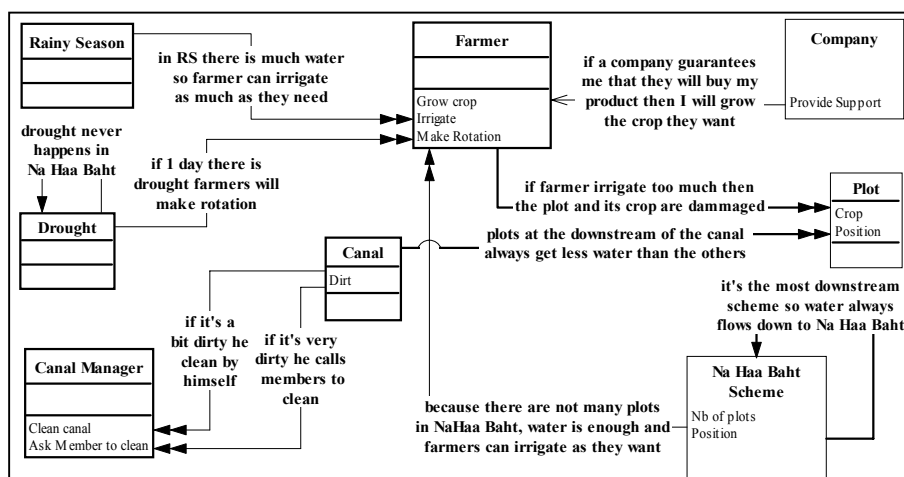 Rainy Season
in RS there is much water
so farmer can irrigate
as much as they need
Farmer
Grow crop
Irrigate
Make Rotation
if a company guarantees
me that they will buy my
product then I will grow
the crop they want
Company
Provide Support
drought never
happens in
Na Haa Baht
if 1 day there is
drought farmers will
make rotation
Drought
if farmer irrigate too much then
the plot and its crop are dammaged
Plot
Crop
Position
plots at the downstream of the canal
always get less water than the others
Canal
Dirt
if it's a
bit dirty he
clean by
himself
if it's very
dirty he calls
members to
clean
Canal Manager
Clean canal
Ask Member to clean
it's the most downstream
scheme so water always
flows down to Na Haa Baht
because there are not many plots
in NaHaa Baht, water is enough and
farmers can irrigate as they want
Na Haa Baht
Scheme
Nb of plots
Position